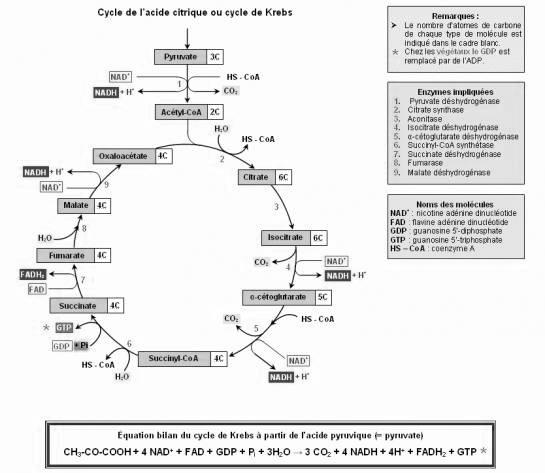 Cycle de l'acide citrique ou cycle de Krebs
Pyruvate 3C
NAD⁺
NADH + H⁺
1
HS - CoA
CO₂
Acétyl-CoA 2C
H₂O
HS - CoA
2
Oxaloacétate 4C
Citrate 6C
3
Isocitrate 6C
CO₂
4
NAD⁺
NADH + H⁺
α-cétoglutarate 5C
CO₂
HS - CoA
5
NAD⁺
NADH + H⁺
Succinyl-CoA 4C
6
H₂O
HS - CoA
GDP + Pi
* GTP
Succinate 4C
7
FAD
FADH₂
Fumarate 4C
H₂O
8
Malate 4C
9
NAD⁺
NADH + H⁺
Remarques :
➤ Le nombre d'atomes de carbone
de chaque type de molécule est
indiqué dans le cadre blanc.
* Chez les végétaux le GDP est
remplacé par de l'ADP.
Enzymes impliquées
1. Pyruvate déshydrogénase
2. Citrate synthase
3. Aconitase
4. Isocitrate déshydrogénase
5. α-cétoglutarate déshydrogénase
6. Succinyl-CoA synthétase
7. Succinate déshydrogénase
8. Fumarase
9. Malate déshydrogénase
Noms des molécules
NAD⁺ : nicotine adénine dinucléotide
FAD : flavine adénine dinucléotide
GDP : guanosine 5'-diphosphate
GTP : guanosine 5'-triphosphate
HS – CoA : coenzyme A
Équation bilan du cycle de Krebs à partir de l'acide pyruvique (= pyruvate)
CH₃-CO-COOH + 4 NAD⁺ + FAD + GDP + Pᵢ + 3H₂O → 3 CO₂ + 4 NADH + 4H⁺ + FADH₂ + GTP *